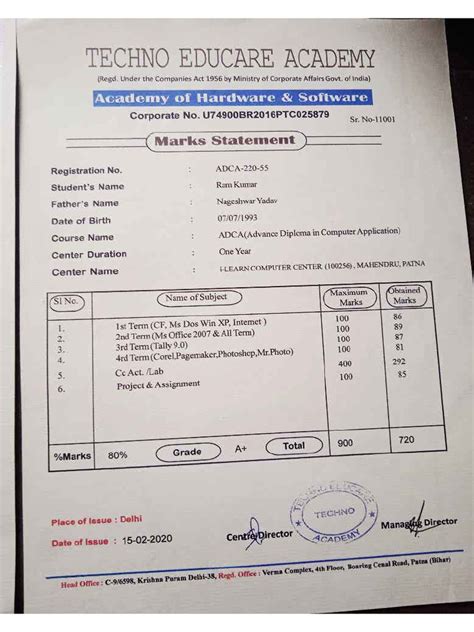 TECHNO EDUCARE ACADEMY
(Regd. Under the Companies Act 1956 by Ministry of Corporate Affairs Govt. of India)
Academy of Hardware & Software
Corporate No. U74900BR2016PTC025879
Sr. No-11001
Marks Statement
Registration No. : ADCA-220-55
Student's Name : Ram Kumar
Father's Name : Nageshwar Yadav
Date of Birth : 07/07/1993
Course Name : ADCA(Advance Diploma in Computer Application)
Center Duration : One Year
Center Name : I-LEARN COMPUTER CENTER (100256), MAHENDRU, PATNA
Sl No. Name of Subject Maximum Marks Obtained Marks
1. 1st Term (CF, Ms Dos Win XP, Internet ) 100 86
2. 2nd Term (Ms Office 2007 & All Term) 100 89
3. 3rd Term (Tally 9.0) 100 87
4. 4rd Term (Corel,Pagemaker,Photoshop,Mr.Photo) 100 81
5. Cc Act. /Lab 400 292
6. Project & Assignment 100 85
%Marks 80% Grade A+ Total 900 720
TECHNO EDUCARE
TECHNO
ACADEMY
Place of Issue : Delhi
Date of Issue : 15-02-2020
Centre Director
Managing Director
Head Office : C-9/6598, Krishna Puram Delhi-38, Regd. Office : Verma Complex, 4th Floor, Boaring Cenal Road, Patna (Bihar)